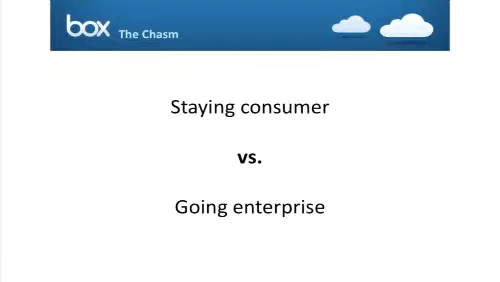 box The Chasm
Staying consumer
vs.
Going enterprise